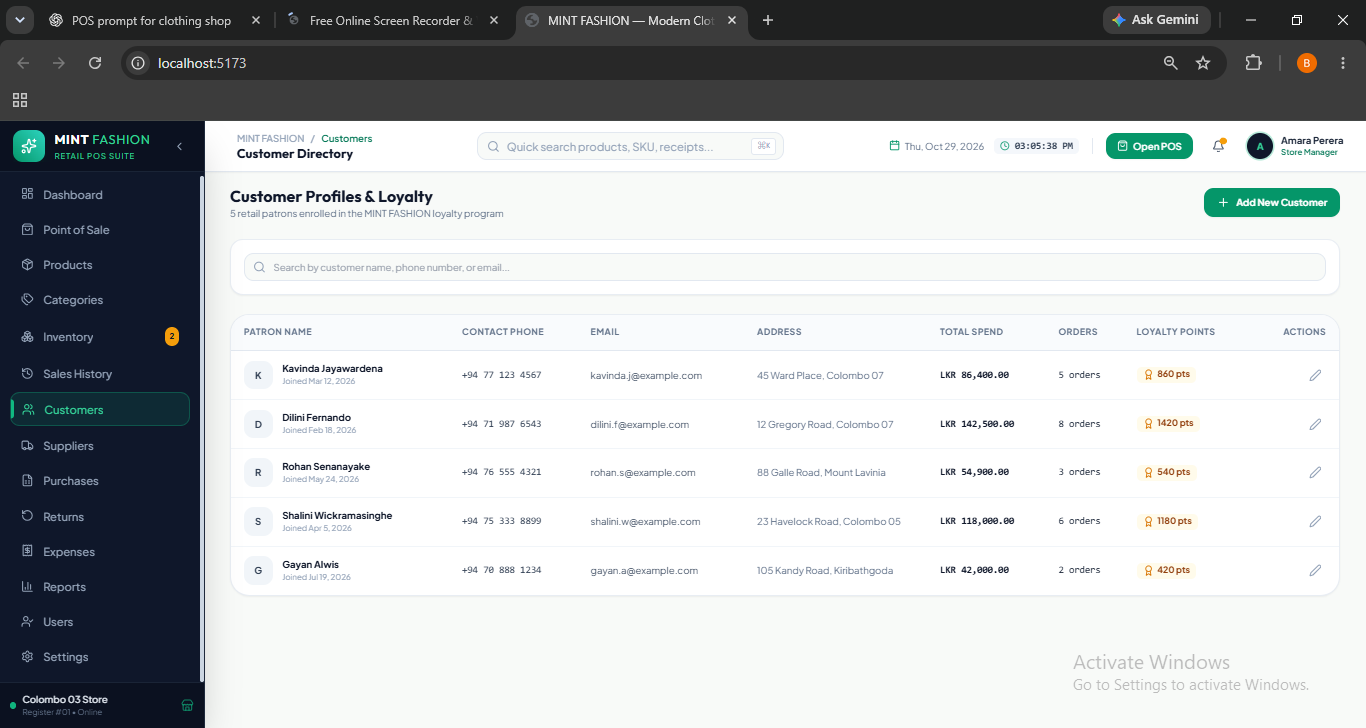 POS prompt for clothing shop
Free Online Screen Recorder &
MINT FASHION — Modern Clot
Ask Gemini
localhost:5173
B
MINT FASHION
RETAIL POS SUITE
MINT FASHION / Customers
Customer Directory
Quick search products, SKU, receipts...
⌘K
Thu, Oct 29, 2026
03:05:38 PM
Open POS
A
Amara Perera
Store Manager
Dashboard
Point of Sale
Products
Categories
Inventory 2
Sales History
Customers
Suppliers
Purchases
Returns
Expenses
Reports
Users
Settings
Colombo 03 Store
Register #01 • Online
Customer Profiles & Loyalty
5 retail patrons enrolled in the MINT FASHION loyalty program
+ Add New Customer
Search by customer name, phone number, or email...
PATRON NAME CONTACT PHONE EMAIL ADDRESS TOTAL SPEND ORDERS LOYALTY POINTS ACTIONS
K Kavinda Jayawardena +94 77 123 4567 kavinda.j@example.com 45 Ward Place, Colombo 07 LKR 86,400.00 5 orders 860 pts
Joined Mar 12, 2026
D Dilini Fernando +94 71 987 6543 dilini.f@example.com 12 Gregory Road, Colombo 07 LKR 142,500.00 8 orders 1420 pts
Joined Feb 18, 2026
R Rohan Senanayake +94 76 555 4321 rohan.s@example.com 88 Galle Road, Mount Lavinia LKR 54,900.00 3 orders 540 pts
Joined May 24, 2026
S Shalini Wickramasinghe +94 75 333 8899 shalini.w@example.com 23 Havelock Road, Colombo 05 LKR 118,000.00 6 orders 1180 pts
Joined Apr 5, 2026
G Gayan Alwis +94 70 888 1234 gayan.a@example.com 105 Kandy Road, Kiribathgoda LKR 42,000.00 2 orders 420 pts
Joined Jul 19, 2026
Activate Windows
Go to Settings to activate Windows.